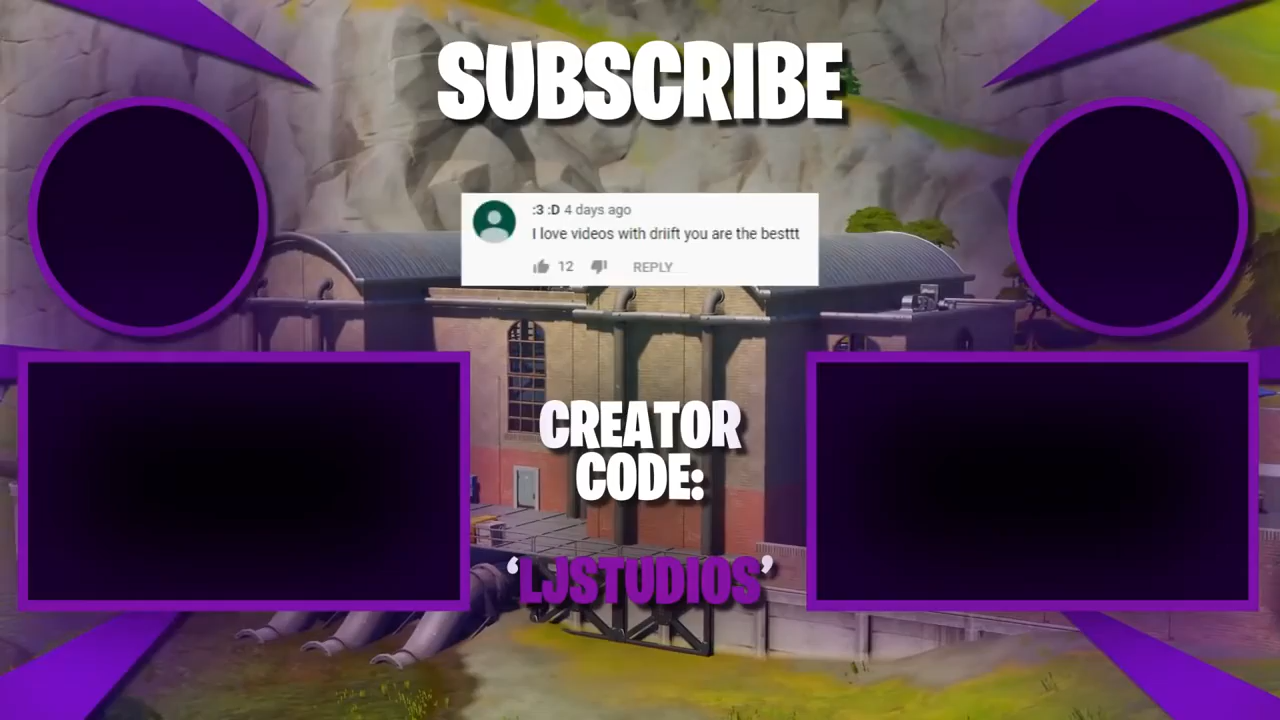 SUBSCRIBE
:3 :D 4 days ago
I love videos with driift you are the besttt
12 REPLY
CREATOR
CODE:
‘LJSTUDIOS’